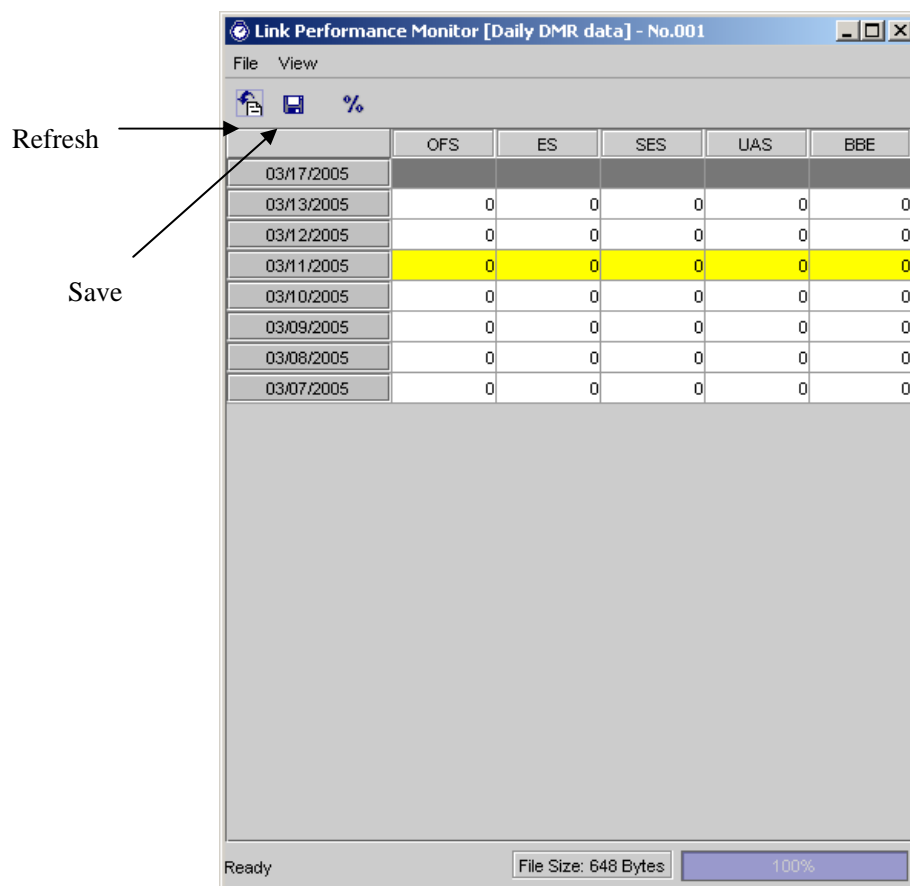 Link Performance Monitor [Daily DMR data] - No.001
File View
%
Refresh
OFS ES SES UAS BBE
03/17/2005
03/13/2005 0 0 0 0 0
03/12/2005 0 0 0 0 0
03/11/2005 0 0 0 0 0
Save
03/10/2005 0 0 0 0 0
03/09/2005 0 0 0 0 0
03/08/2005 0 0 0 0 0
03/07/2005 0 0 0 0 0
Ready File Size: 648 Bytes 100%